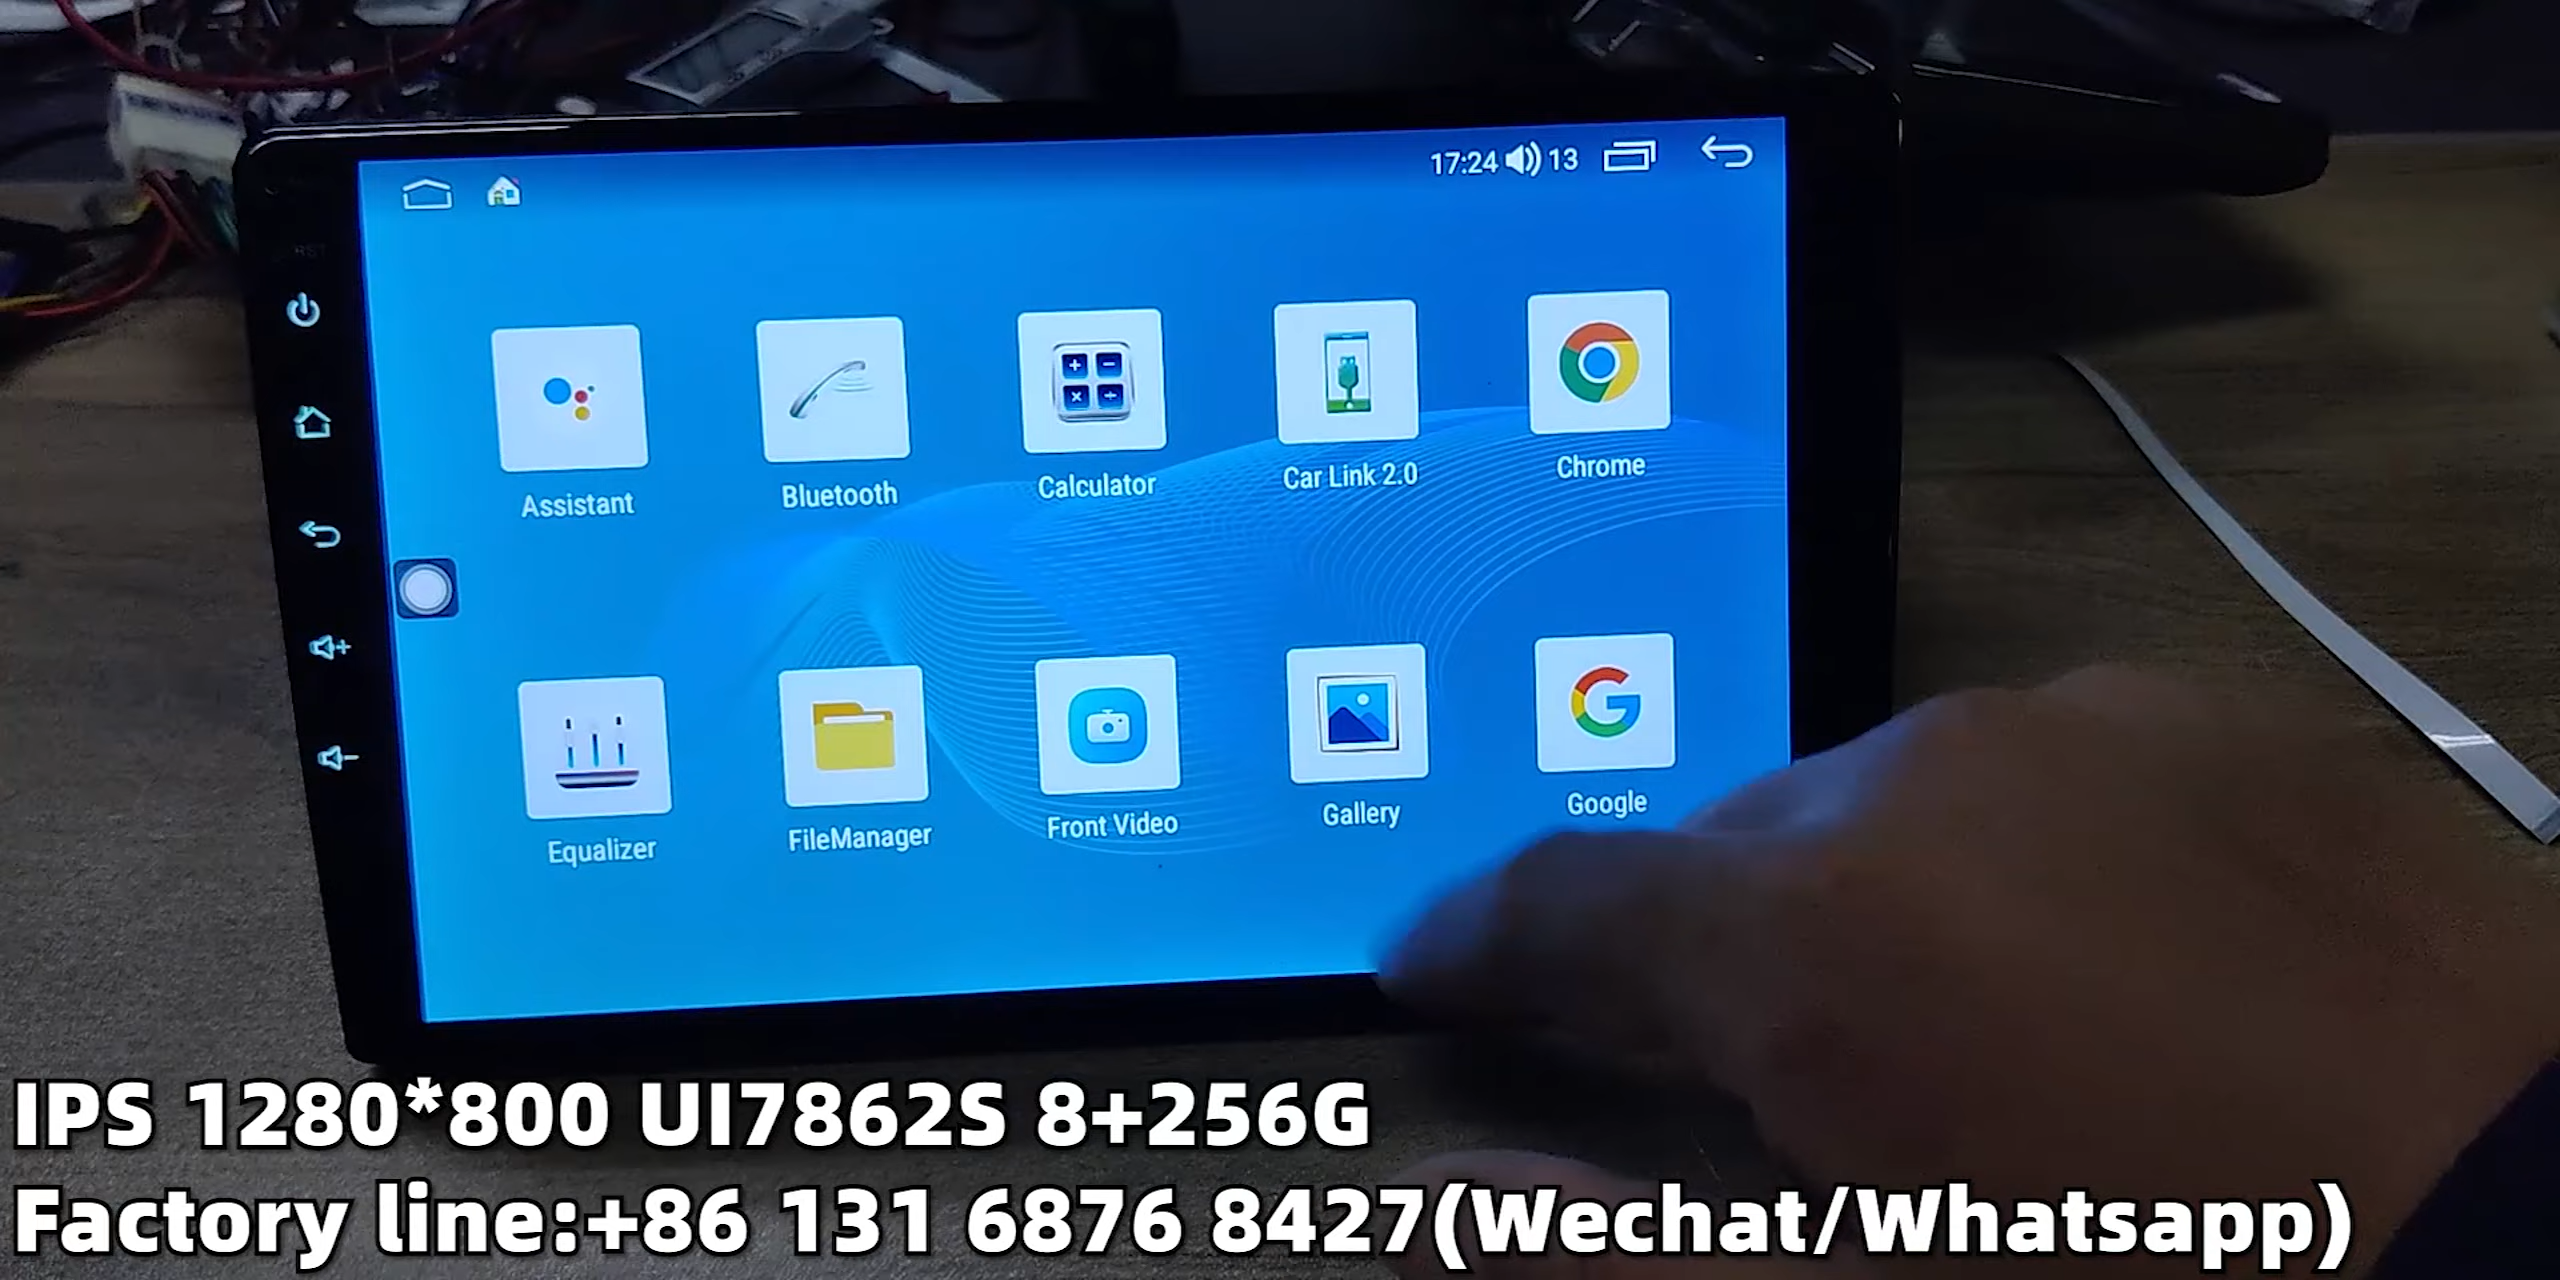 17:24 13
RST
Assistant Bluetooth Calculator Car Link 2.0 Chrome
Equalizer FileManager Front Video Gallery Google
IPS 1280*800 UI7862S 8+256G
Factory line:+86 131 6876 8427(Wechat/Whatsapp)